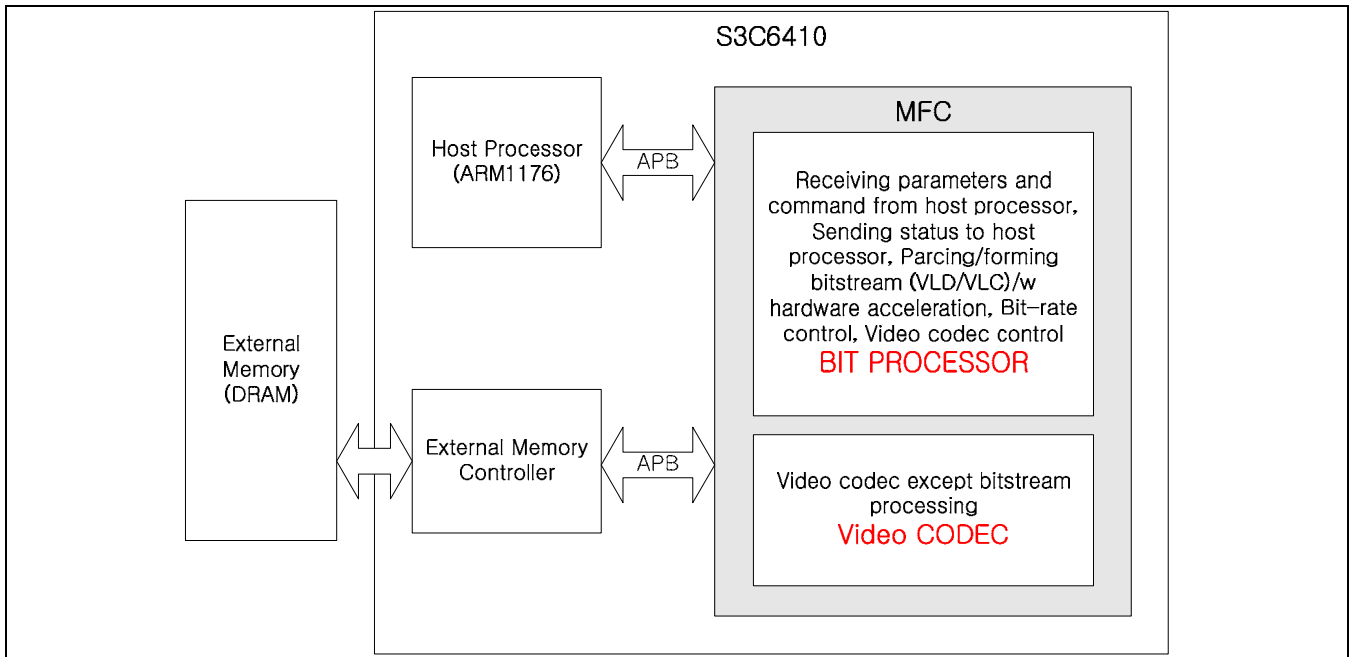 S3C6410
MFC
Host Processor
(ARM1176)
APB
Receiving parameters and
command from host processor,
Sending status to host
processor, Parcing/forming
bitstream (VLD/VLC)/w
hardware acceleration, Bit-rate
control, Video codec control
BIT PROCESSOR
External
Memory
(DRAM)
External Memory
Controller
APB
Video codec except bitstream
processing
Video CODEC